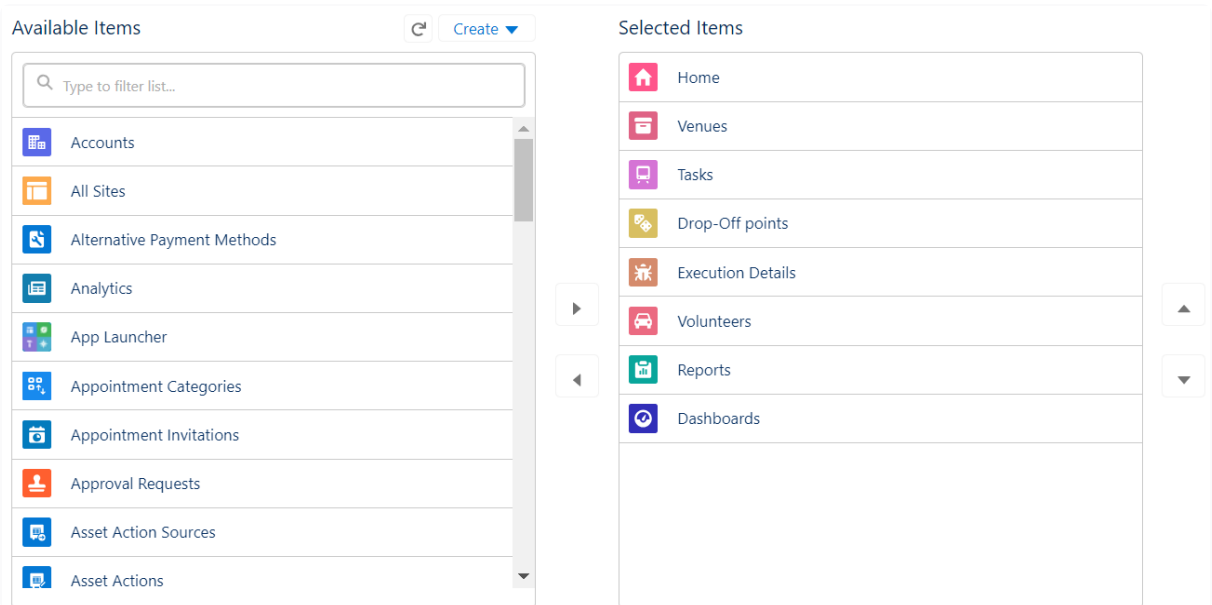 Available Items
Create
Type to filter list...
Accounts
All Sites
Alternative Payment Methods
Analytics
App Launcher
Appointment Categories
Appointment Invitations
Approval Requests
Asset Action Sources
Asset Actions
Selected Items
Home
Venues
Tasks
Drop-Off points
Execution Details
Volunteers
Reports
Dashboards